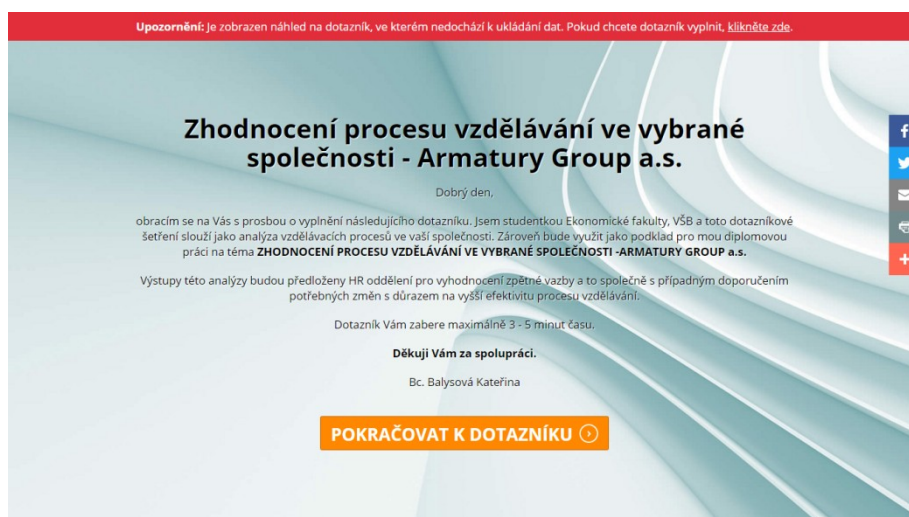 Upozornění: Je zobrazen náhled na dotazník, ve kterém nedochází k ukládání dat. Pokud chcete dotazník vyplnit, klikněte zde.
Zhodnocení procesu vzdělávání ve vybrané
společnosti - Armatury Group a.s.
Dobrý den,
obracím se na Vás s prosbou o vyplnění následujícího dotazníku. Jsem studentkou Ekonomické fakulty, VŠB a toto dotazníkové
šetření slouží jako analýza vzdělávacích procesů ve vaší společnosti. Zároveň bude využit jako podklad pro mou diplomovou
práci na téma ZHODNOCENÍ PROCESU VZDĚLÁVÁNÍ VE VYBRANÉ SPOLEČNOSTI -ARMATURY GROUP a.s.
Výstupy této analýzy budou předloženy HR oddělení pro vyhodnocení zpětné vazby a to společně s případným doporučením
potřebných změn s důrazem na vyšší efektivitu procesu vzdělávání.
Dotazník Vám zabere maximálně 3 - 5 minut času.
Děkuji Vám za spolupráci.
Bc. Balysová Kateřina
POKRAČOVAT K DOTAZNÍKU